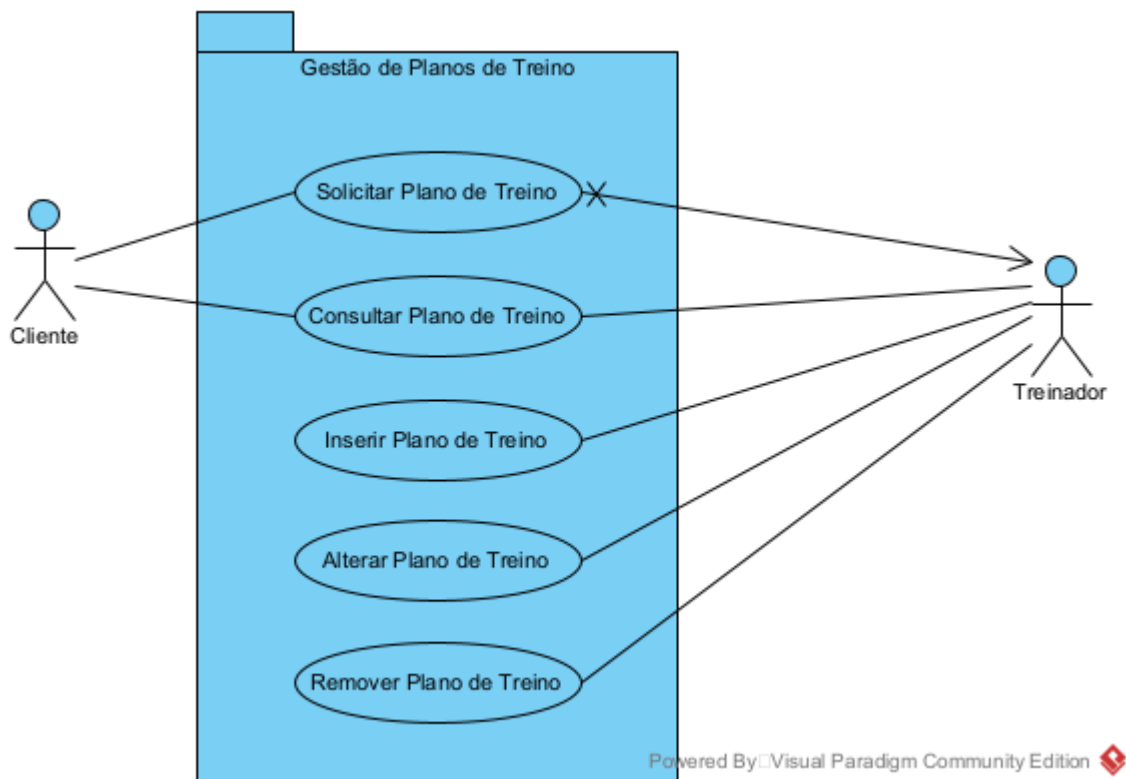 Gestão de Planos de Treino
Solicitar Plano de Treino
Cliente
Consultar Plano de Treino
Treinador
Inserir Plano de Treino
Alterar Plano de Treino
Remover Plano de Treino
Powered By Visual Paradigm Community Edition